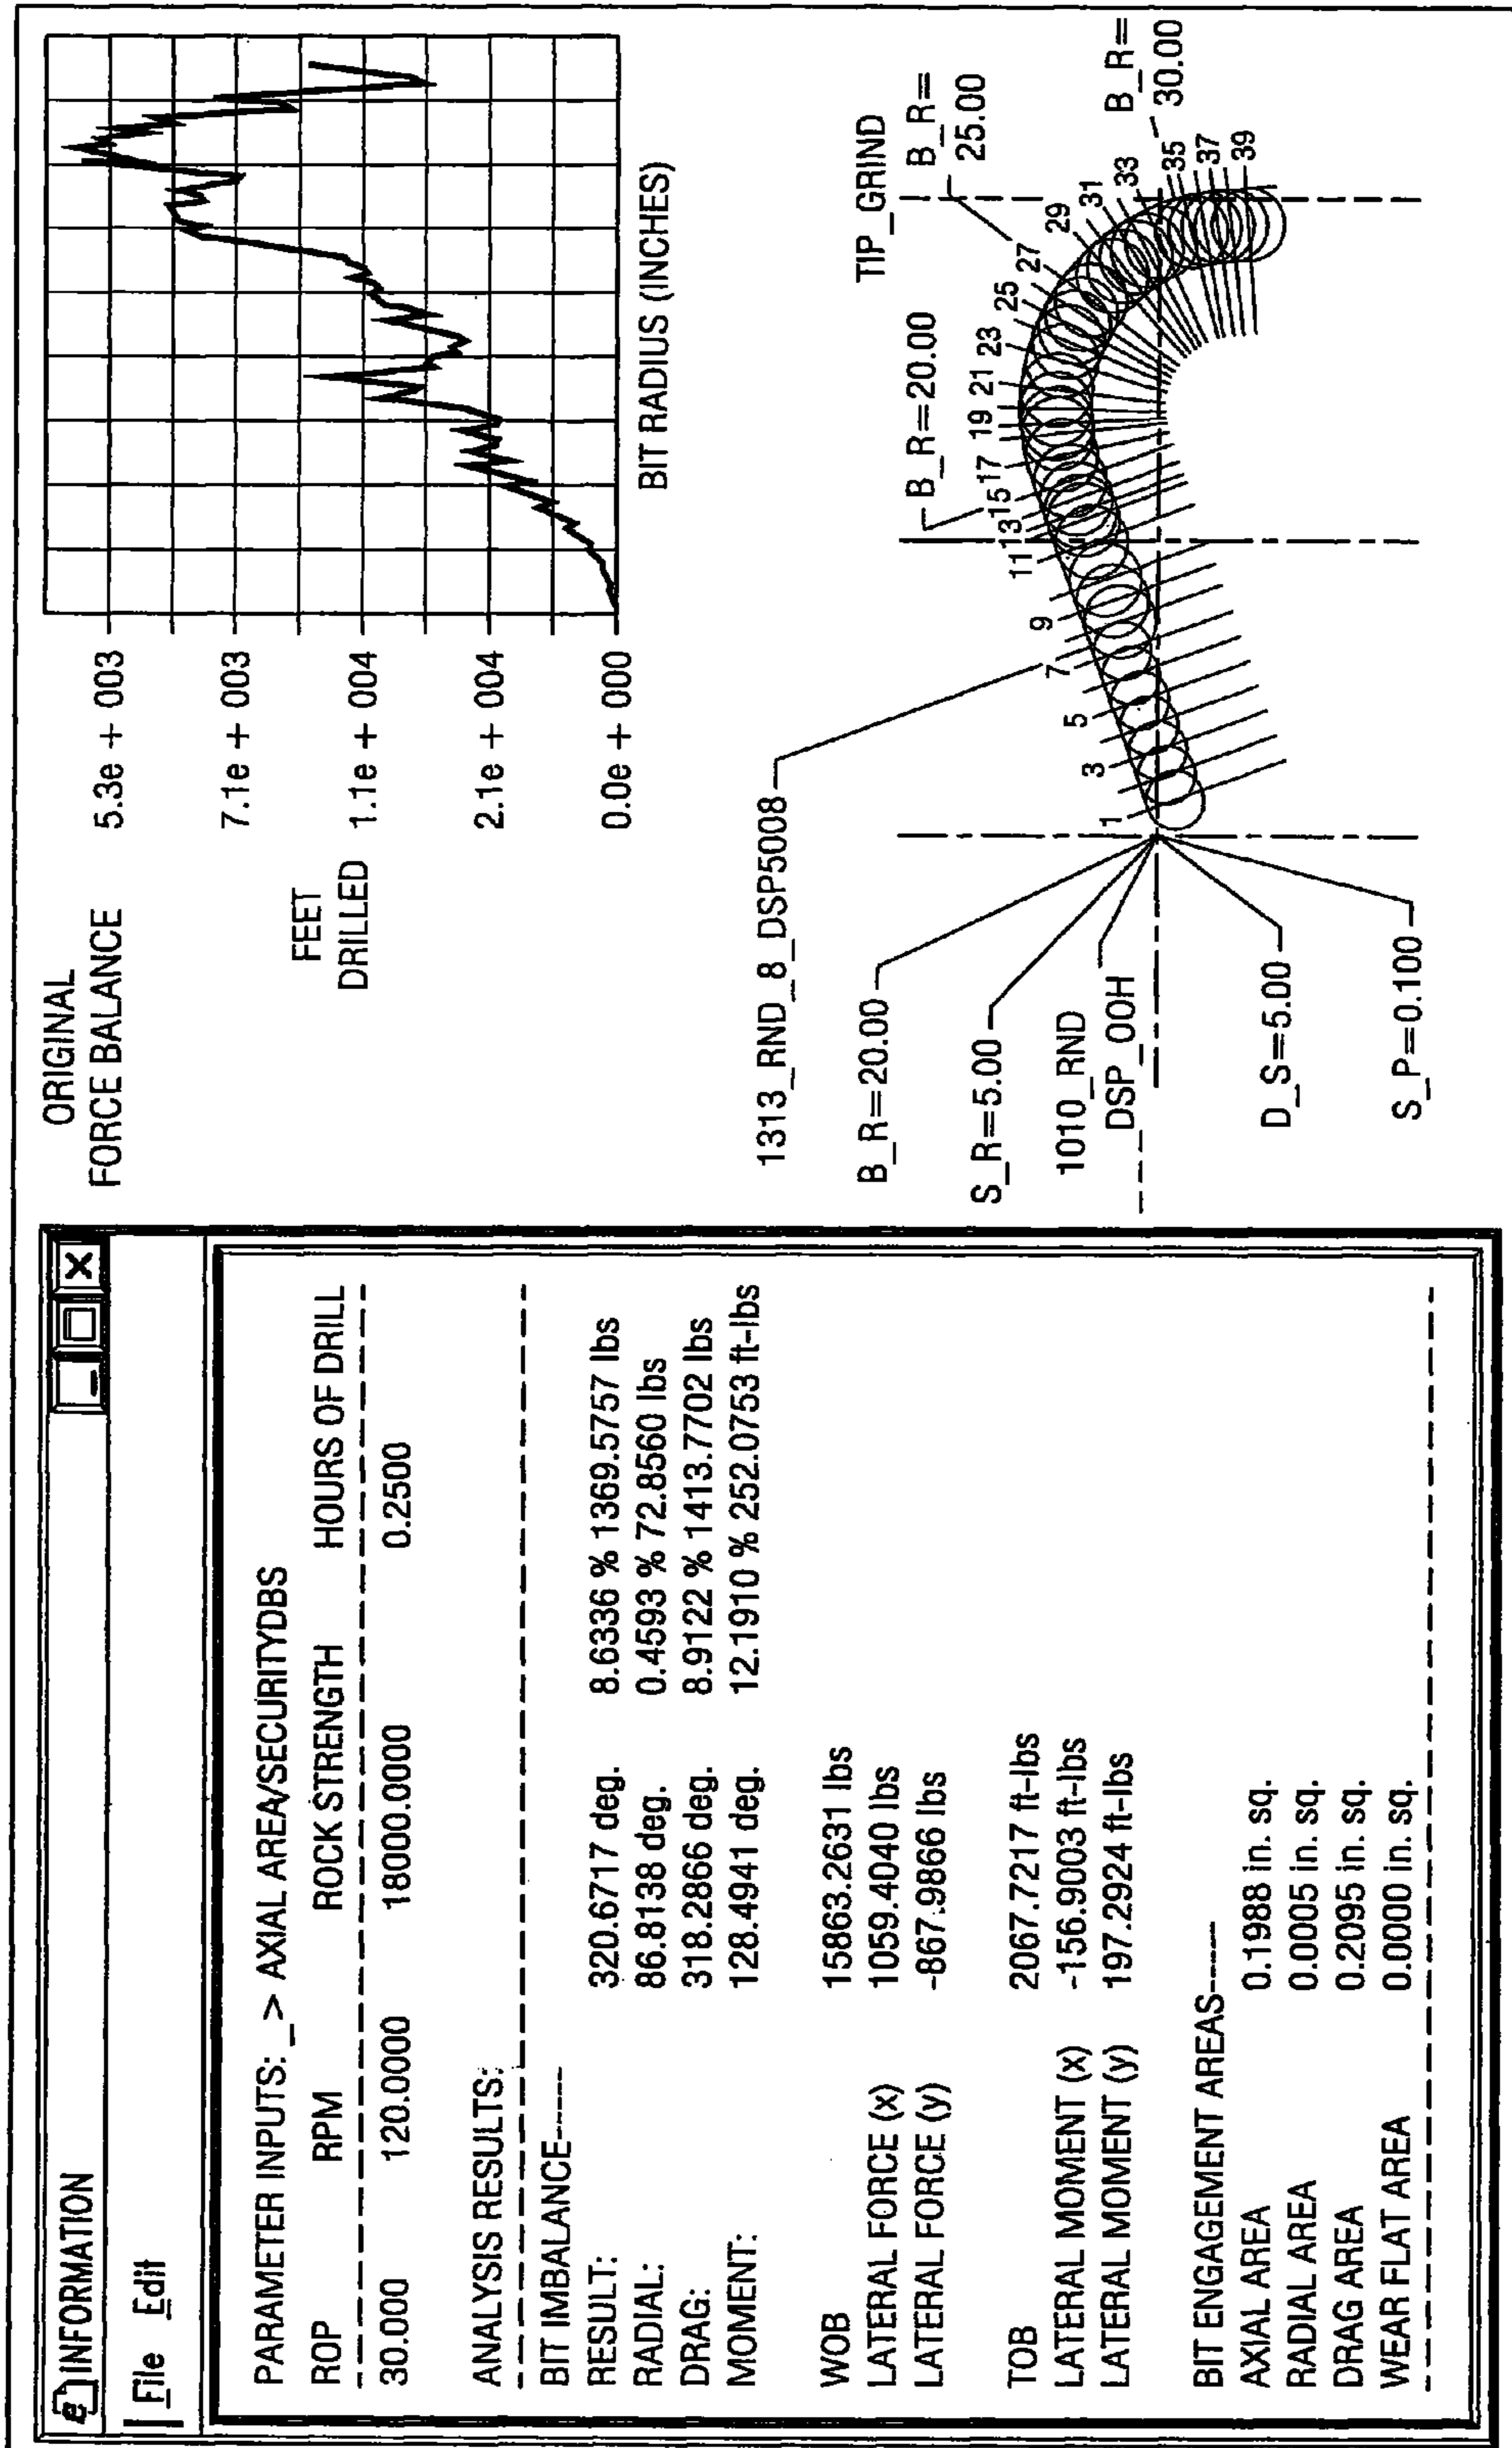 INFORMATION
File Edit
PARAMETER INPUTS: _> AXIAL AREA/SECURITYDBS
ROP RPM ROCK STRENGTH HOURS OF DRILL
30.000 120.0000 18000.0000 0.2500
ANALYSIS RESULTS:
BIT IMBALANCE-----
RESULT: 320.6717 deg. 8.6336 % 1369.5757 lbs
RADIAL: 86.8138 deg. 0.4593 % 72.8560 lbs
DRAG: 318.2866 deg. 8.9122 % 1413.7702 lbs
MOMENT: 128.4941 deg. 12.1910 % 252.0753 ft-lbs
WOB 15863.2631 lbs
LATERAL FORCE (x) 1059.4040 lbs
LATERAL FORCE (y) -867.9866 lbs
TOB 2067.7217 ft-lbs
LATERAL MOMENT (x) -156.9003 ft-lbs
LATERAL MOMENT (y) 197.2924 ft-lbs
BIT ENGAGEMENT AREAS-----
AXIAL AREA 0.1988 in. sq.
RADIAL AREA 0.0005 in. sq.
DRAG AREA 0.2095 in. sq.
WEAR FLAT AREA 0.0000 in. sq.
ORIGINAL
FORCE BALANCE
5.3e + 003
7.1e + 003
FEET
DRILLED
1.1e + 004
2.1e + 004
0.0e + 000
BIT RADIUS (INCHES)
1313_RND_8_DSP5008
B_R=20.00
S_R=5.00
1010_RND
_DSP_00H
D_S=5.00
S_P=0.100
B_R=20.00
TIP_GRIND
B_R=
25.00
B_R=
30.00
1 3 5 7 9 11 13 15 17 19 21 23 25 27 29 31 33 35 37 39